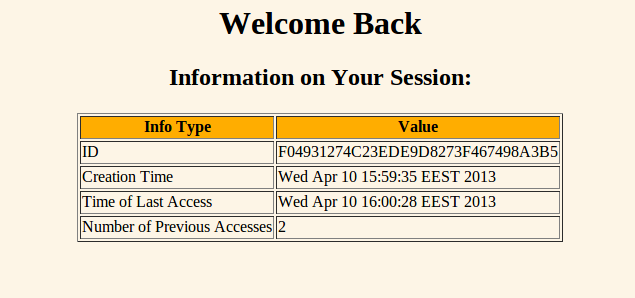 Welcome Back
Information on Your Session:
Info Type Value
ID F04931274C23EDE9D8273F467498A3B5
Creation Time Wed Apr 10 15:59:35 EEST 2013
Time of Last Access Wed Apr 10 16:00:28 EEST 2013
Number of Previous Accesses 2